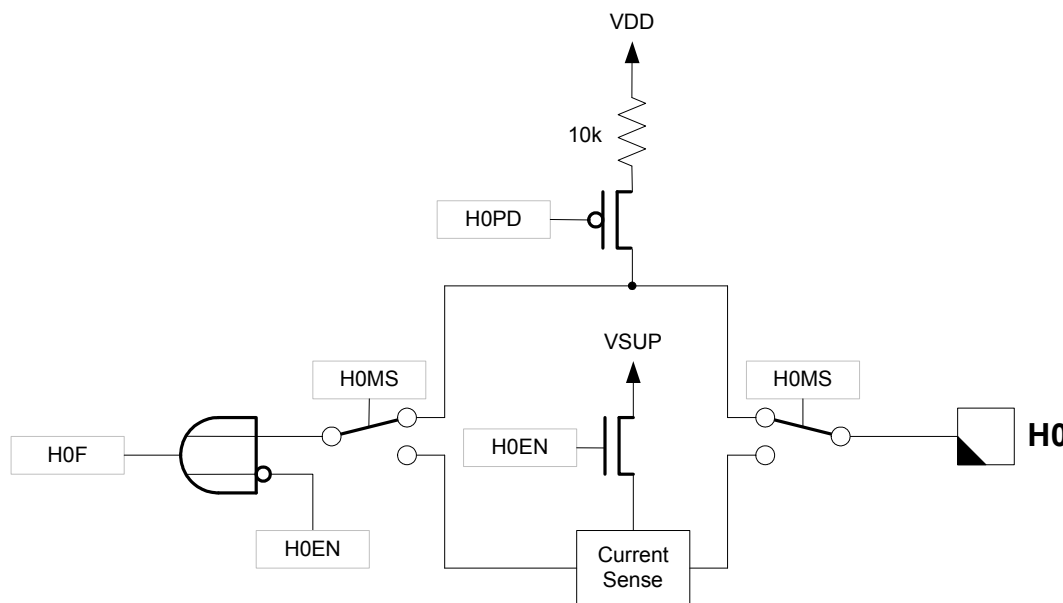 VDD
10k
H0PD
VSUP
H0MS
H0MS
H0EN
H0
H0F
H0EN
Current
Sense